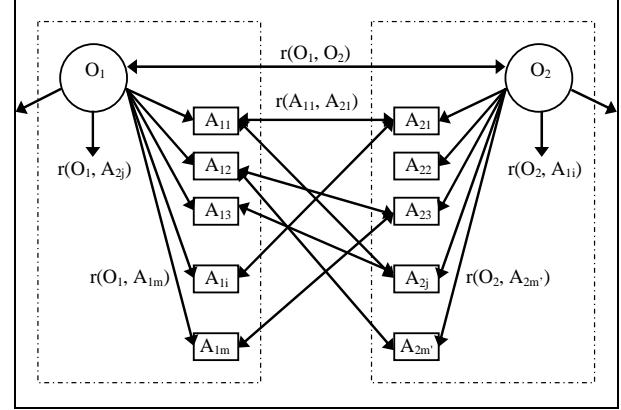 r(O₁, O₂)
O₁
O₂
r(A₁₁, A₂₁)
A₁₁
A₂₁
A₁₂
A₂₂
r(O₁, A₂ⱼ)
r(O₂, A₁ᵢ)
A₁₃
A₂₃
r(O₁, A₁ₘ)
A₁ᵢ
A₂ⱼ
r(O₂, A₂ₘ')
A₁ₘ
A₂ₘ'